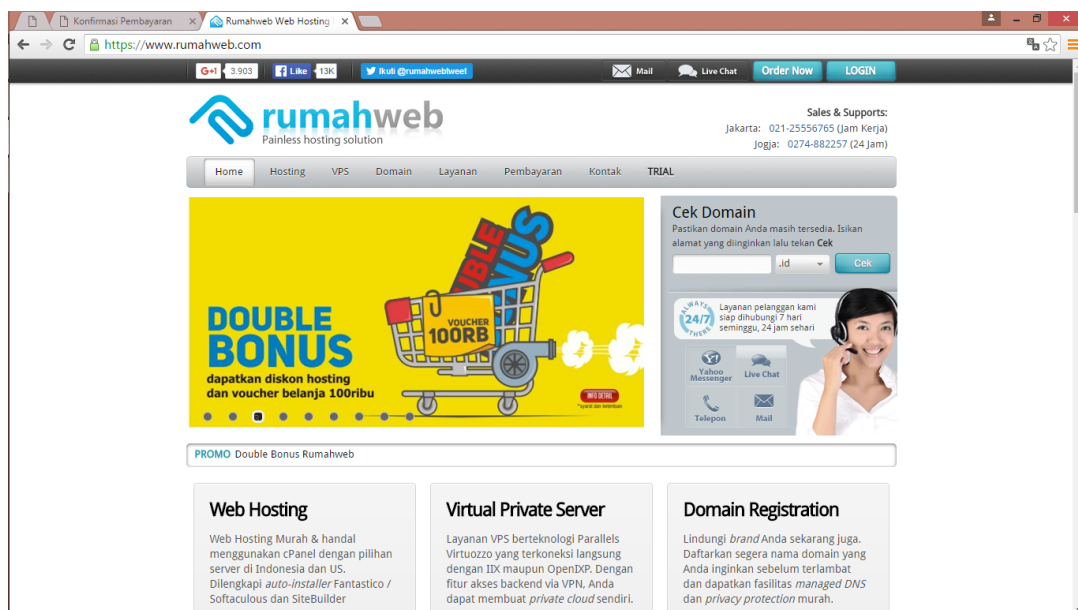 Konfirmasi Pembayaran
Rumahweb Web Hosting
https://www.rumahweb.com
G+1 3.903
Like 13K
Ikuti @rumahwebtweet
Mail
Live Chat
Order Now
LOGIN
rumahweb
Painless hosting solution
Sales & Supports:
Jakarta: 021-25556765 (Jam Kerja)
Jogja: 0274-882257 (24 Jam)
Home Hosting VPS Domain Layanan Pembayaran Kontak TRIAL
DOUBLE
BONUS
dapatkan diskon hosting
dan voucher belanja 100ribu
DOUBLE
BONUS
VOUCHER
100RB
INFO DETAIL
*syarat dan ketentuan
Cek Domain
Pastikan domain Anda masih tersedia. Isikan
alamat yang diinginkan lalu tekan Cek
.id
Cek
ALWAYS
24/7
THERE
Layanan pelanggan kami
siap dihubungi 7 hari
seminggu, 24 jam sehari
Yahoo
Messenger
Live Chat
Telepon
Mail
PROMO Double Bonus Rumahweb
Web Hosting
Web Hosting Murah & handal
menggunakan cPanel dengan pilihan
server di Indonesia dan US.
Dilengkapi auto-installer Fantastico /
Softaculous dan SiteBuilder
Virtual Private Server
Layanan VPS berteknologi Parallels
Virtuozzo yang terkoneksi langsung
dengan IIX maupun OpenIXP. Dengan
fitur akses backend via VPN, Anda
dapat membuat private cloud sendiri.
Domain Registration
Lindungi brand Anda sekarang juga.
Daftarkan segera nama domain yang
Anda inginkan sebelum terlambat
dan dapatkan fasilitas managed DNS
dan privacy protection murah.